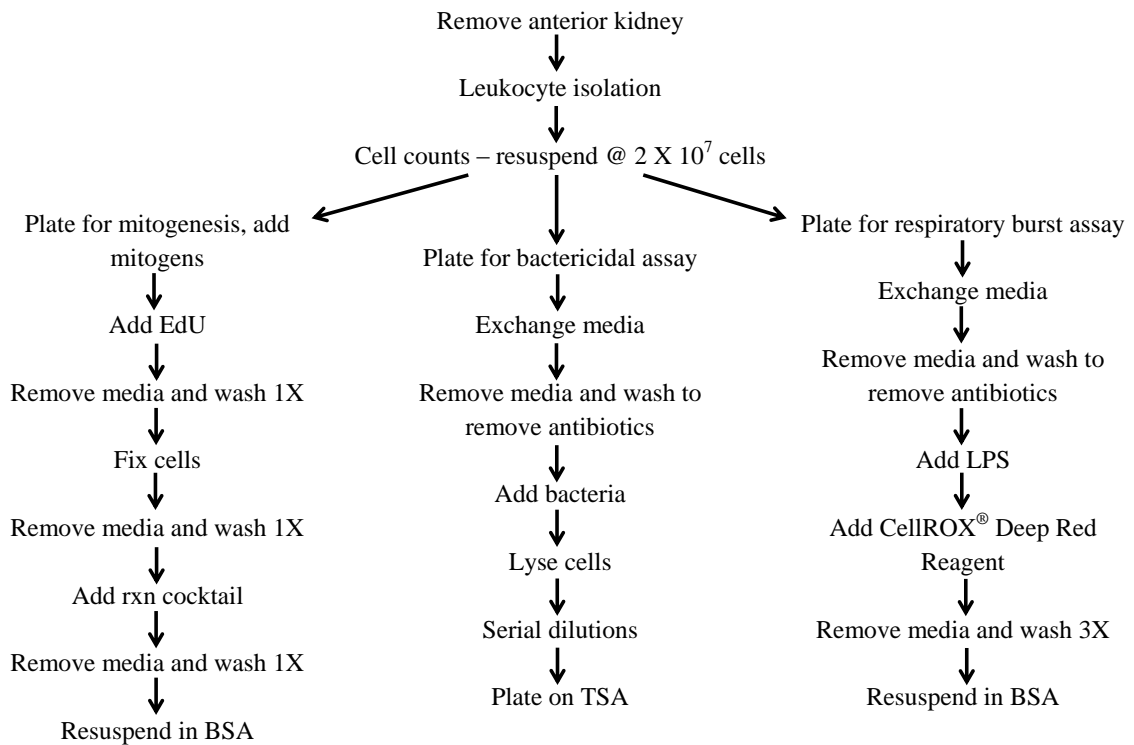 Remove anterior kidney
Leukocyte isolation
Cell counts – resuspend @ 2 X 10⁷ cells
Plate for mitogenesis, add
mitogens
Add EdU
Remove media and wash 1X
Fix cells
Remove media and wash 1X
Add rxn cocktail
Remove media and wash 1X
Resuspend in BSA
Plate for bactericidal assay
Exchange media
Remove media and wash to
remove antibiotics
Add bacteria
Lyse cells
Serial dilutions
Plate on TSA
Plate for respiratory burst assay
Exchange media
Remove media and wash to
remove antibiotics
Add LPS
Add CellROX® Deep Red
Reagent
Remove media and wash 3X
Resuspend in BSA